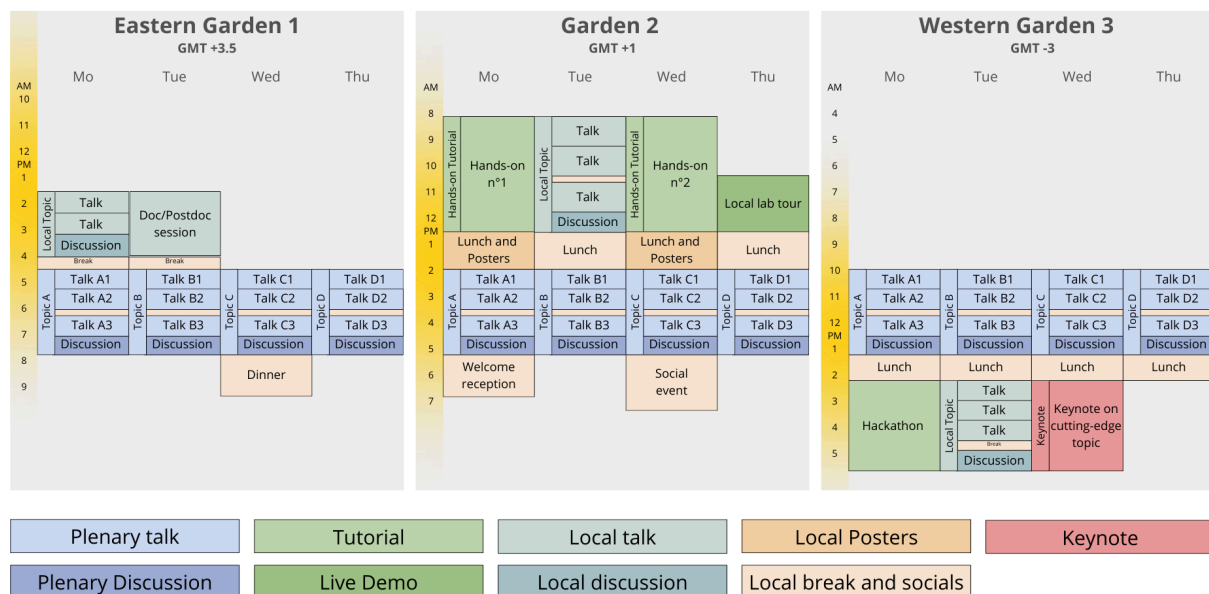 Eastern Garden 1
GMT +3.5
Mo Tue Wed Thu
AM
10
11
12
PM
1
2
3
4
5
6
7
8
9
Local Topic
Talk
Talk
Discussion
Break
Doc/Postdoc
session
Break
Topic A
Talk A1
Talk A2
Talk A3
Discussion
Topic B
Talk B1
Talk B2
Talk B3
Discussion
Topic C
Talk C1
Talk C2
Talk C3
Discussion
Dinner
Topic D
Talk D1
Talk D2
Talk D3
Discussion
Garden 2
GMT +1
Mo Tue Wed Thu
AM
8
9
10
11
12
PM
1
2
3
4
5
6
7
Hands-on Tutorial
Hands-on
n°1
Lunch and
Posters
Topic A
Talk A1
Talk A2
Talk A3
Discussion
Welcome
reception
Local Topic
Talk
Talk
Talk
Discussion
Lunch
Topic B
Talk B1
Talk B2
Talk B3
Discussion
Hands-on Tutorial
Hands-on
n°2
Lunch and
Posters
Topic C
Talk C1
Talk C2
Talk C3
Discussion
Social
event
Local lab tour
Lunch
Topic D
Talk D1
Talk D2
Talk D3
Discussion
Western Garden 3
GMT -3
Mo Tue Wed Thu
AM
4
5
6
7
8
9
10
11
12
PM
1
2
3
4
5
Topic A
Talk A1
Talk A2
Talk A3
Discussion
Lunch
Hackathon
Topic B
Talk B1
Talk B2
Talk B3
Discussion
Lunch
Local Topic
Talk
Talk
Talk
Break
Discussion
Topic C
Talk C1
Talk C2
Talk C3
Discussion
Lunch
Keynote
Keynote on
cutting-edge
topic
Topic D
Talk D1
Talk D2
Talk D3
Discussion
Lunch
Plenary talk
Tutorial
Local talk
Local Posters
Keynote
Plenary Discussion
Live Demo
Local discussion
Local break and socials